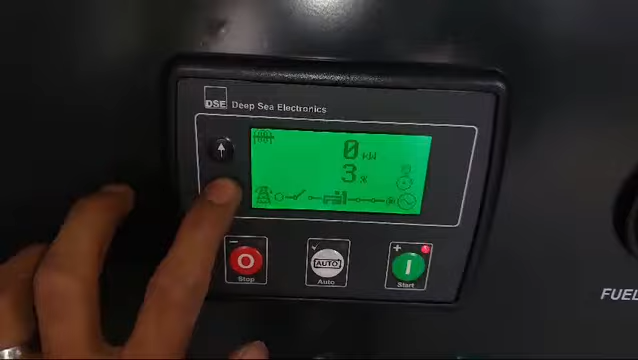 DSE Deep Sea Electronics
0 kW
3 %
O
Stop
AUTO
Auto
I
Start
FUEL